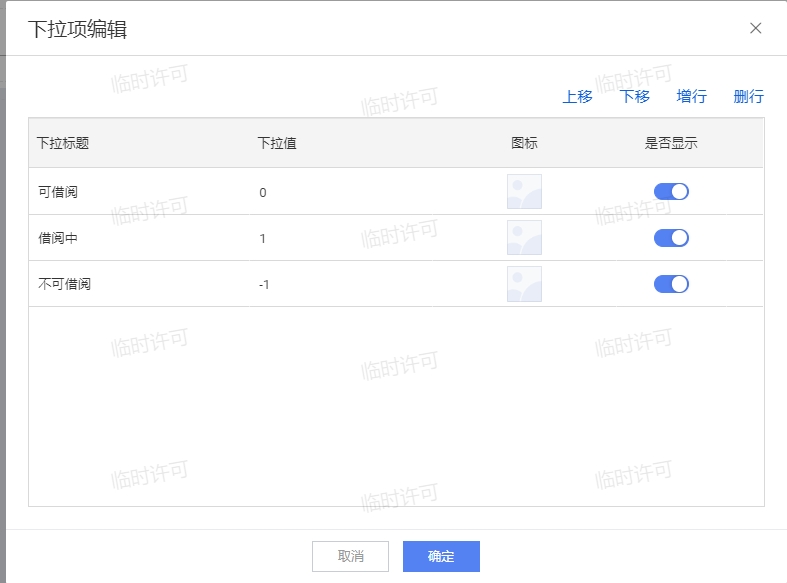 下拉项编辑
上移 下移 增行 删行
下拉标题 下拉值 图标 是否显示
可借阅 0
借阅中 1
不可借阅 -1
取消 确定
临时许可
临时许可
临时许可
临时许可
临时许可
临时许可
临时许可
临时许可
临时许可
临时许可
临时许可
临时许可